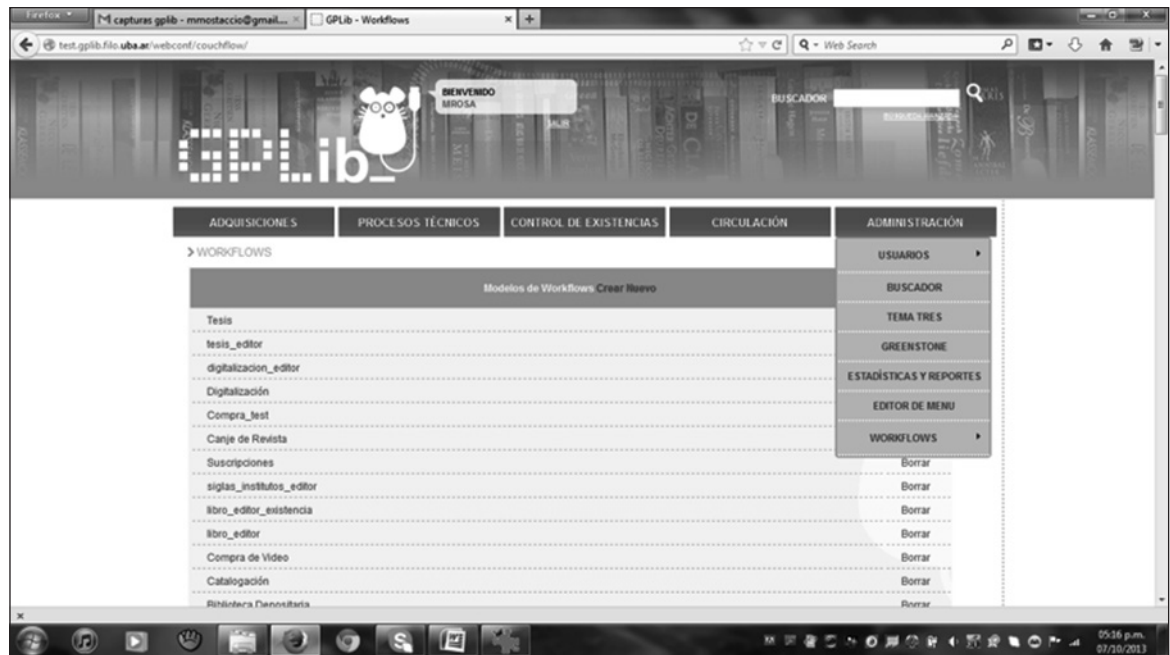 Firefox
capturas gplib - mmostaccio@gmail....
GPLib - Workflows
test.gplib.filo.uba.ar/webconf/couchflow/
Web Search
BIENVENIDO
MROSA
SALIR
GPLib_
BUSCADOR
BÚSQUEDA AVANZADA
ADQUISICIONES
PROCESOS TÉCNICOS
CONTROL DE EXISTENCIAS
CIRCULACIÓN
ADMINISTRACIÓN
WORKFLOWS
Modelos de Workflows Crear Nuevo
USUARIOS
BUSCADOR
TEMA TRES
GREENSTONE
ESTADÍSTICAS Y REPORTES
EDITOR DE MENU
WORKFLOWS
Tesis
tesis_editor
digitalizacion_editor
Digitalización
Compra_test
Canje de Revista
Suscripciones Borrar
siglas_institutos_editor Borrar
libro_editor_existencia Borrar
libro_editor Borrar
Compra de Video Borrar
Catalogación Borrar
Biblioteca Depositaria Borrar
05:16 p.m.
07/10/2013